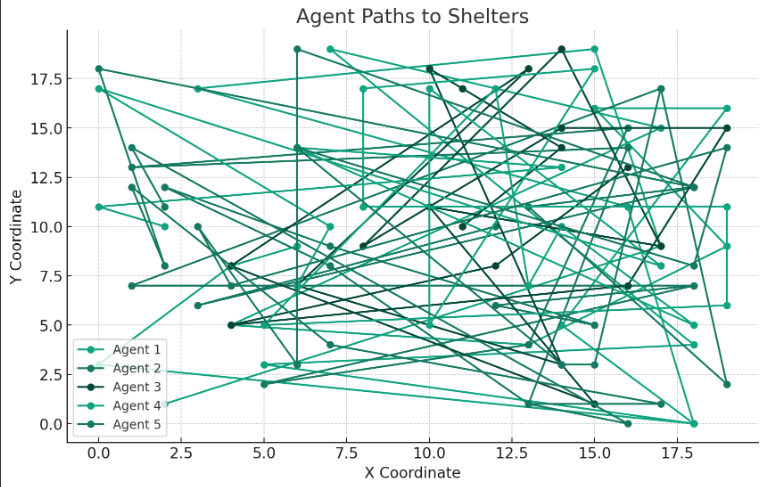 Agent Paths to Shelters
Y Coordinate
17.5
15.0
12.5
10.0
7.5
5.0
2.5
0.0
Agent 1
Agent 2
Agent 3
Agent 4
Agent 5
0.0 2.5 5.0 7.5 10.0 12.5 15.0 17.5
X Coordinate